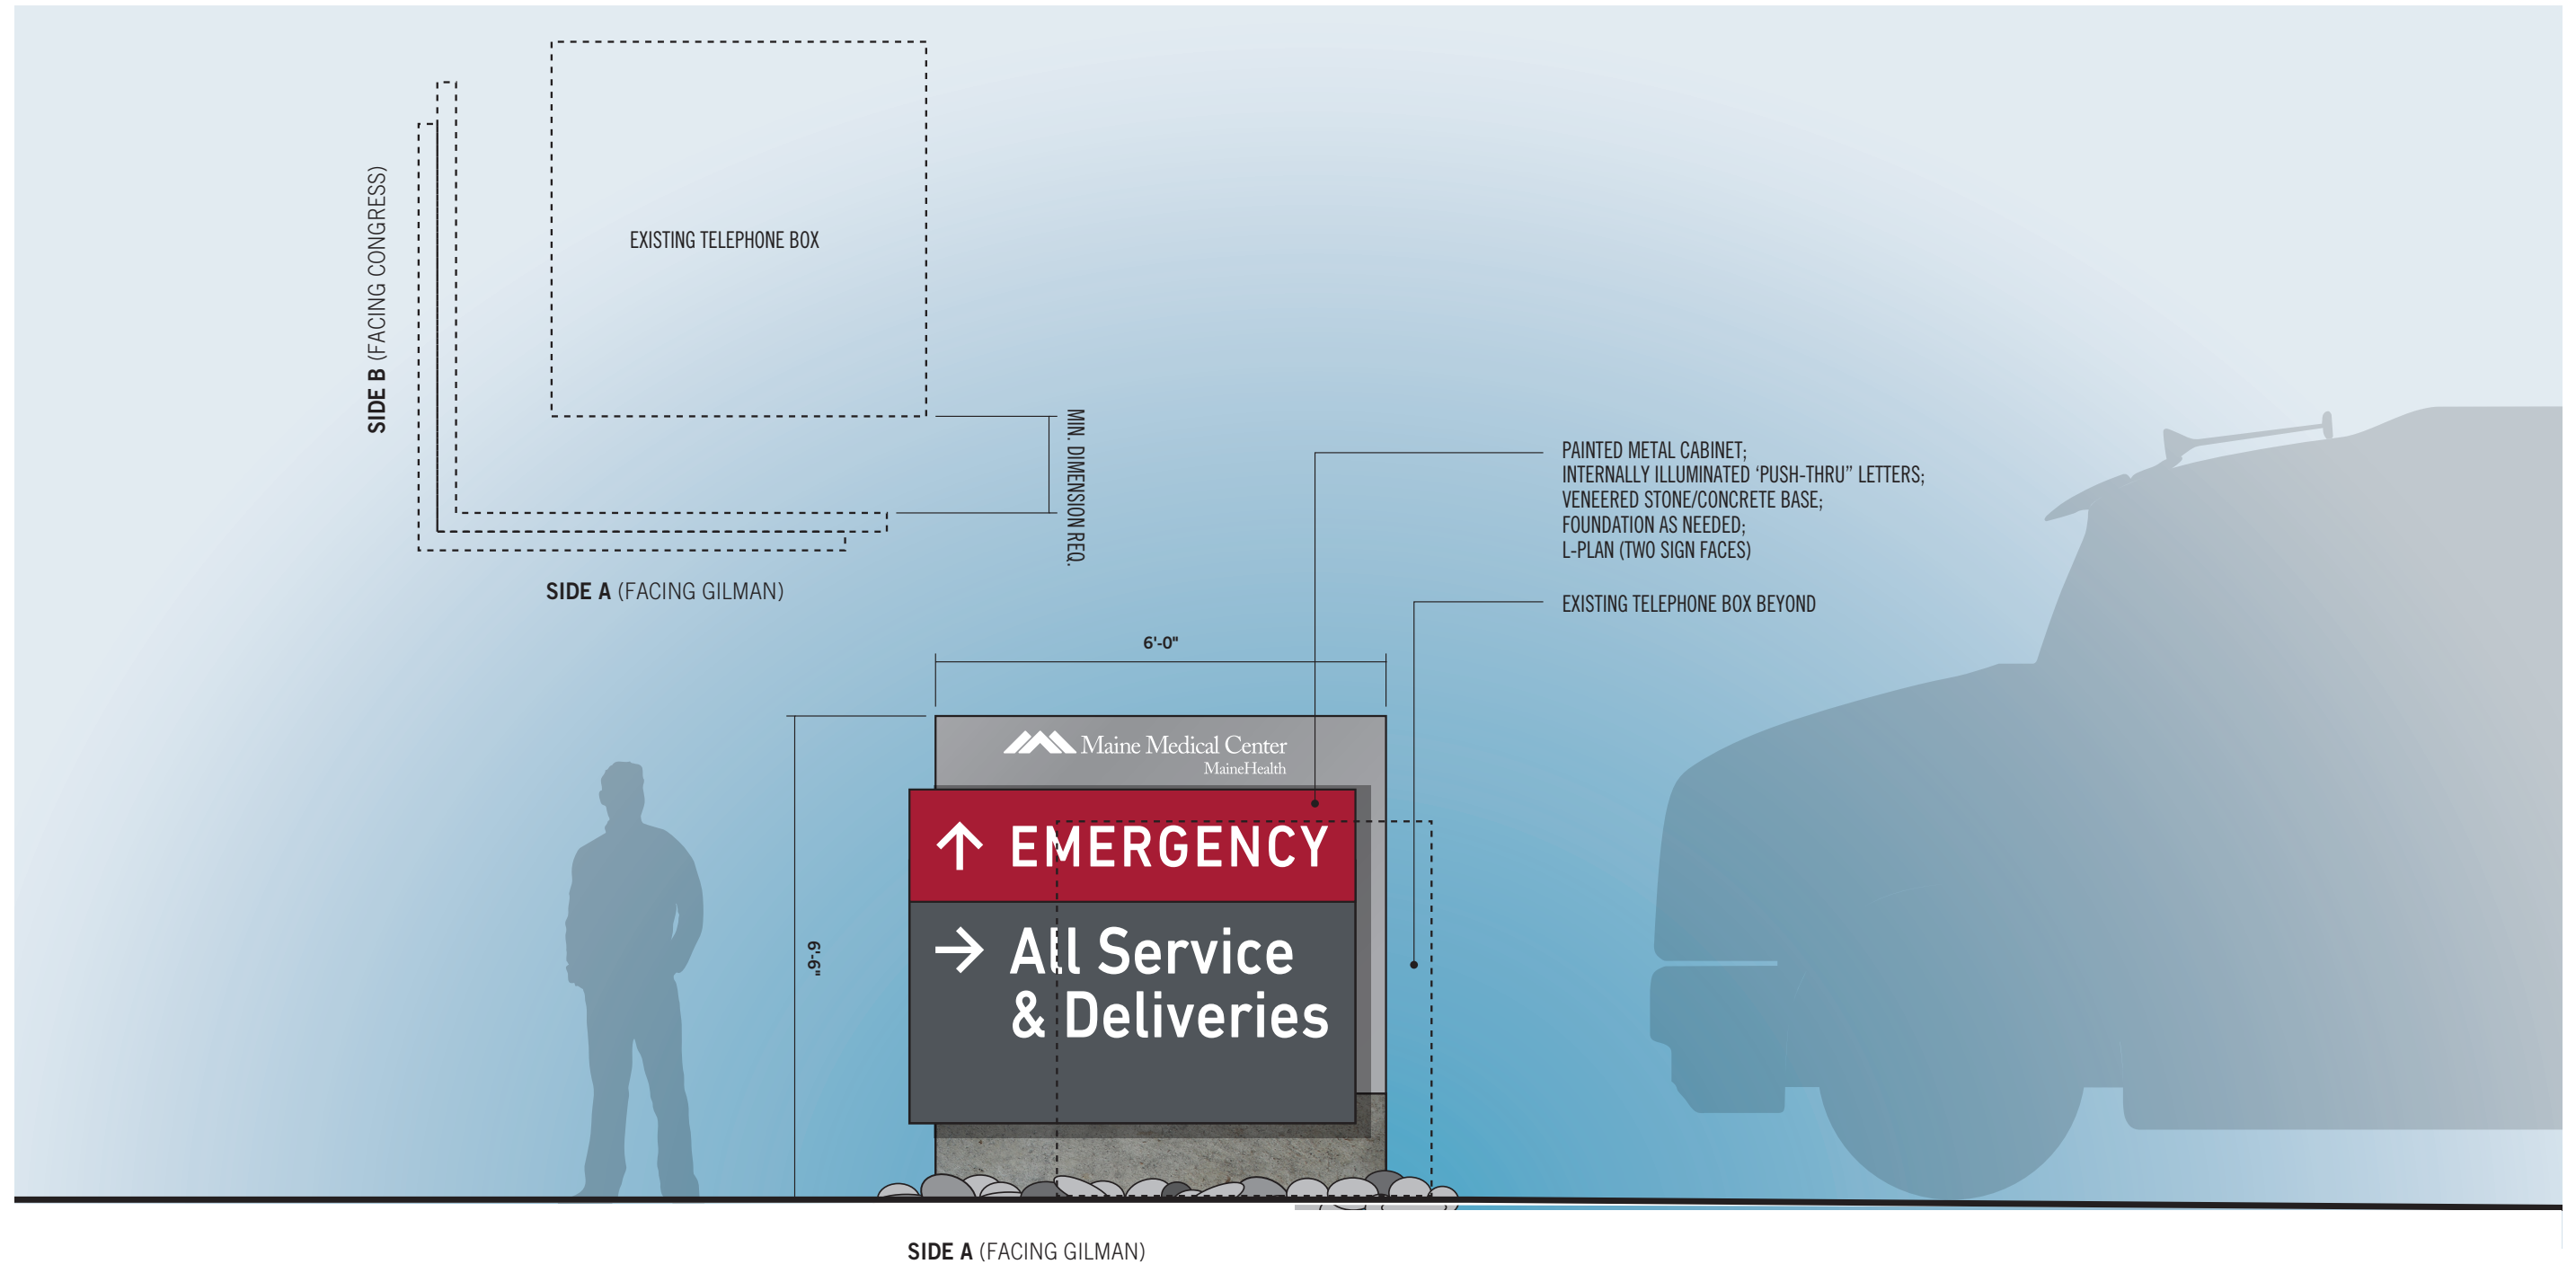 EXISTING TELEPHONE BOX
SIDE B (FACING CONGRESS)
MIN. DIMENSION REQ.
SIDE A (FACING GILMAN)
PAINTED METAL CABINET;
INTERNALLY ILLUMINATED ‘PUSH-THRU” LETTERS;
VENEERED STONE/CONCRETE BASE;
FOUNDATION AS NEEDED;
L-PLAN (TWO SIGN FACES)
EXISTING TELEPHONE BOX BEYOND
6'-0"
6'-6"
Maine Medical Center
MaineHealth
↑ EMERGENCY
→ All Service
& Deliveries
SIDE A (FACING GILMAN)